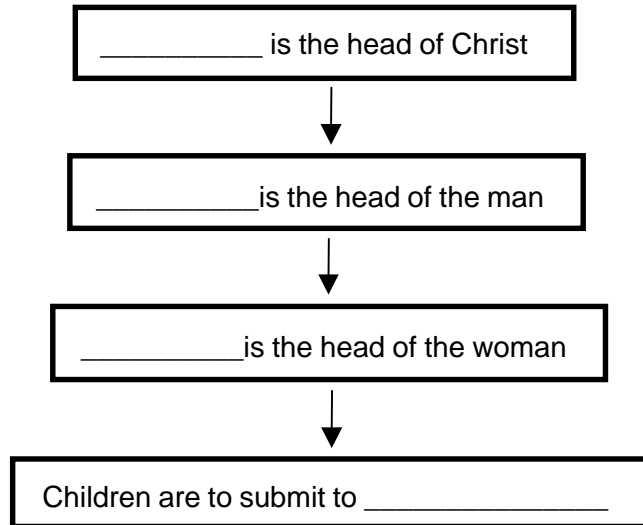 __________ is the head of Christ
__________is the head of the man
__________is the head of the woman
Children are to submit to _______________